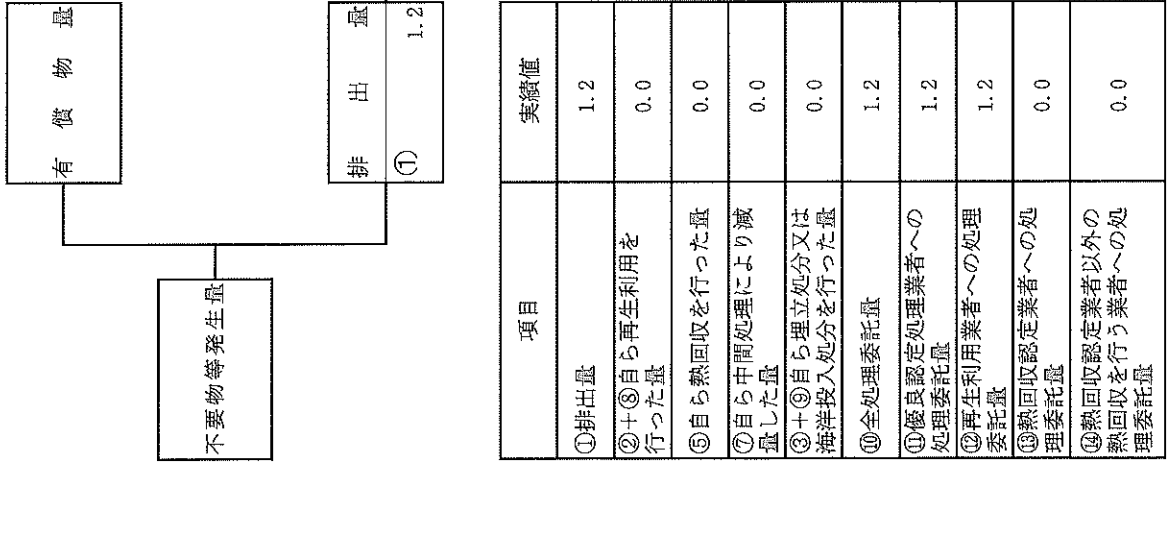 有償物量
不要物等発生量
排出量
① 1.2
項目 実績値
①排出量 1.2
②+⑧自ら再生利用を
行った量 0.0
⑤自ら熱回収を行った量 0.0
⑦自ら中間処理により減
量した量 0.0
③+⑨自ら埋立処分又は
海洋投入処分を行った量 0.0
⑩全処理委託量 1.2
⑪優良認定処理業者への
処理委託量 1.2
⑫再生利用業者への処理
委託量 1.2
⑬熱回収認定業者への処
理委託量 0.0
⑭熱回収認定業者以外の
熱回収を行う業者への処
理委託量 0.0